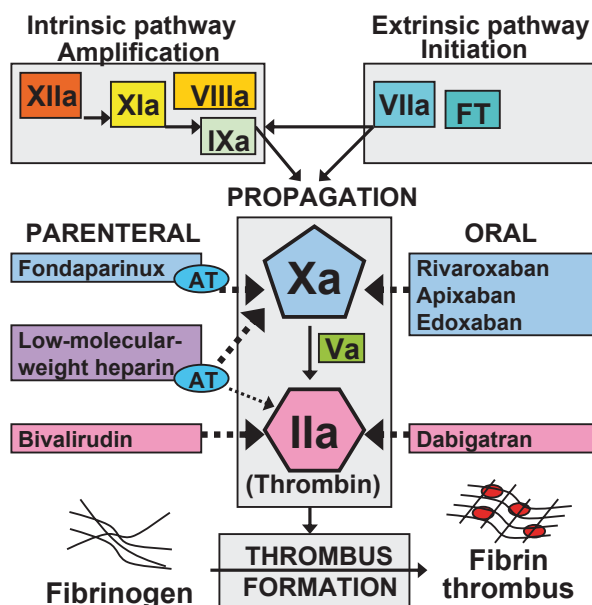 Intrinsic pathway
Amplification
Extrinsic pathway
Initiation
XIIa
XIa
VIIIa
IXa
VIIa
FT
PROPAGATION
PARENTERAL
ORAL
Fondaparinux
AT
Xa
Rivaroxaban
Apixaban
Edoxaban
Va
Low-molecular-
weight heparin
AT
Bivalirudin
IIa
Dabigatran
(Thrombin)
Fibrinogen
THROMBUS
FORMATION
Fibrin
thrombus